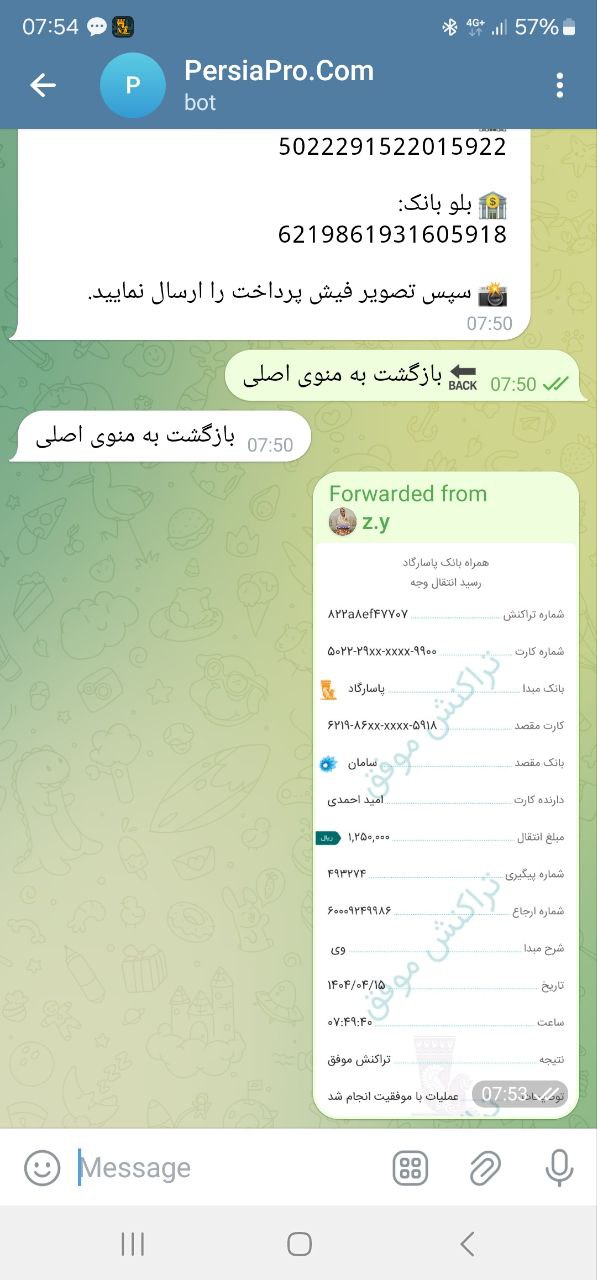 07:54
4G+
57%
P
PersiaPro.Com
bot
5022291522015922
بلو بانک:
6219861931605918
سپس تصویر فیش پرداخت را ارسال نمایید.
07:50
BACK بازگشت به منوی اصلی 07:50
بازگشت به منوی اصلی 07:50
Forwarded from
z.y
همراه بانک پاسارگاد
رسید انتقال وجه
شماره تراکنش ۸۲۲a۸ef۴۷۷۰۷
شماره کارت ۵۰۲۲-۲۹xx-xxxx-۹۹۰۰
بانک مبدا پاسارگاد
کارت مقصد ۶۲۱۹-۸۶xx-xxxx-۵۹۱۸
بانک مقصد سامان
دارنده کارت امید احمدی
مبلغ انتقال ۱,۲۵۰,۰۰۰ ریال
شماره پیگیری ۴۹۳۲۷۴
شماره ارجاع ۶۰۰۰۹۲۴۹۹۸۶
شرح مبدا وی
تاریخ ۱۴۰۴/۰۴/۱۵
ساعت ۰۷:۴۹:۴۰
نتیجه تراکنش موفق
توضیحات عملیات با موفقیت انجام شد
07:53
تراکنش موفق
تراکنش موفق
Message